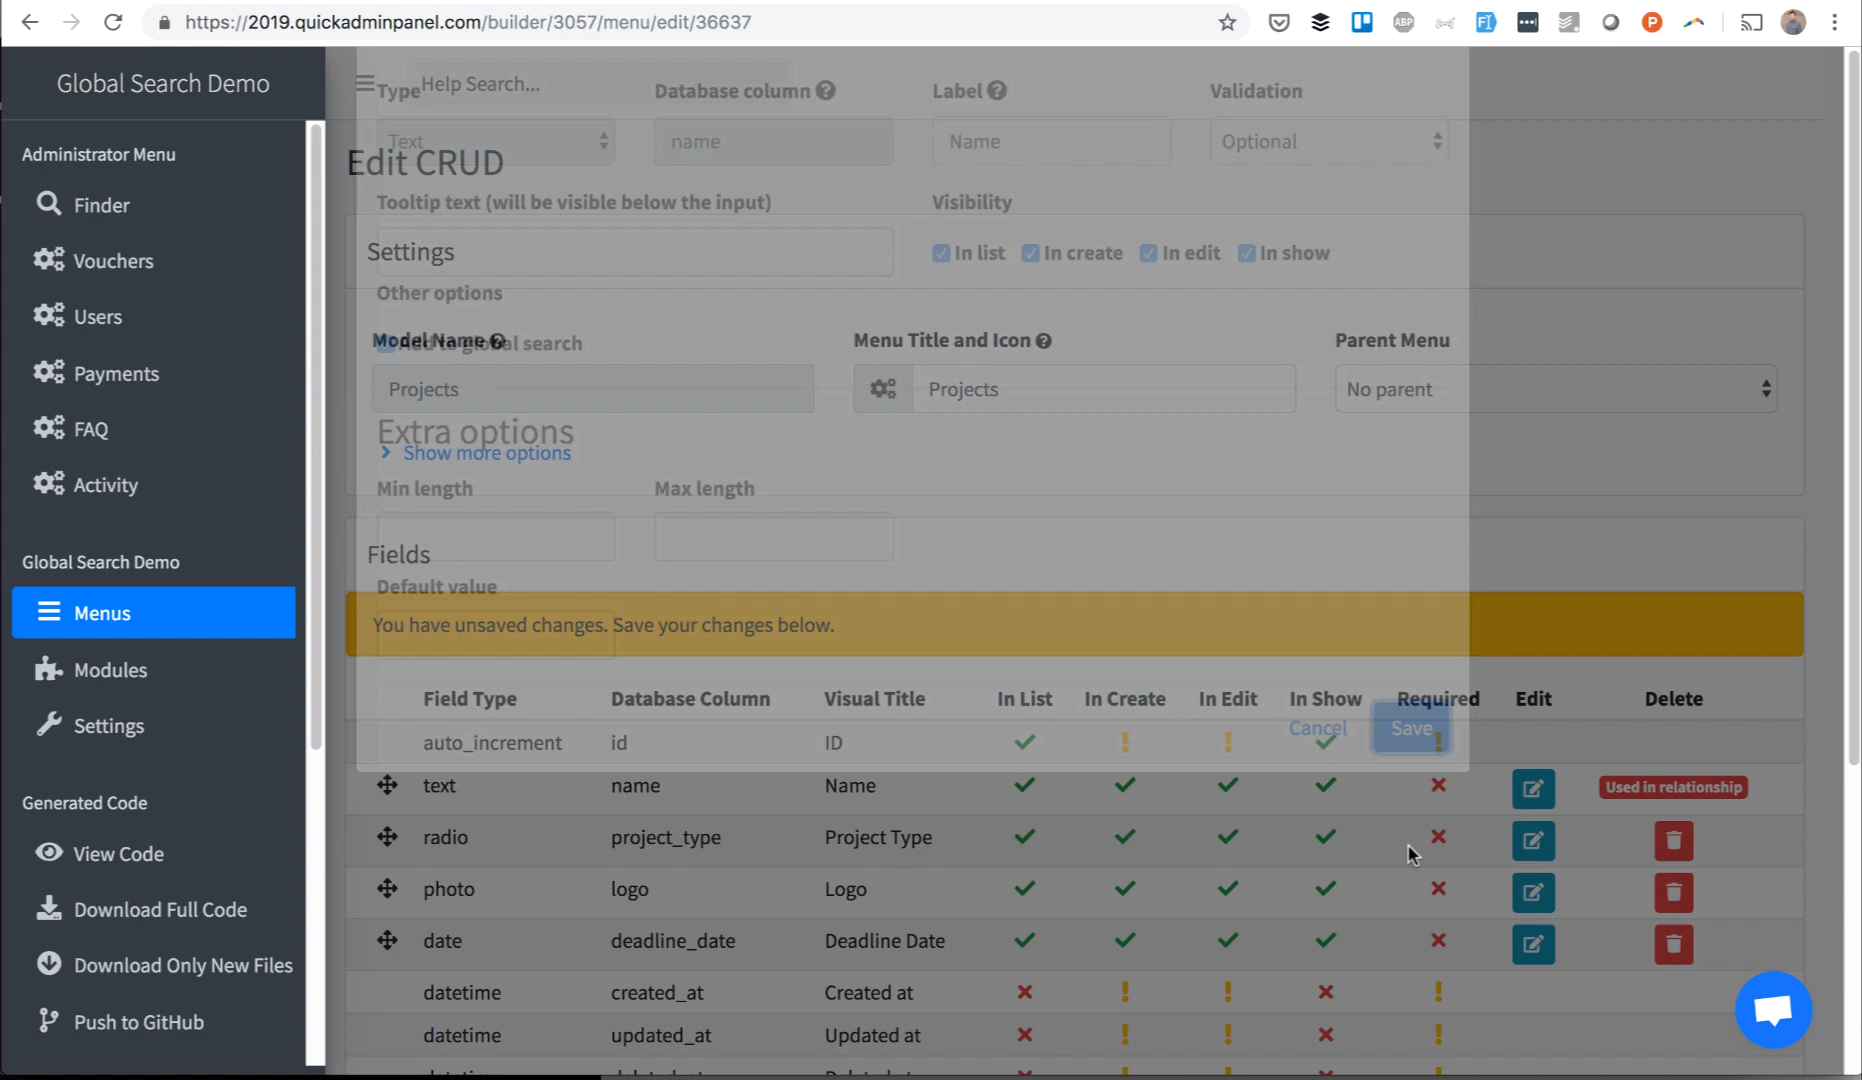 https://2019.quickadminpanel.com/builder/3057/menu/edit/36637
ABP
Global Search Demo
Administrator Menu
Finder
Vouchers
Users
Payments
FAQ
Activity
Global Search Demo
Menus
Modules
Settings
Generated Code
View Code
Download Full Code
Download Only New Files
Push to GitHub
Type
Help Search...
Database column
Label
Validation
Text
name
Name
Optional
Edit CRUD
Tooltip text (will be visible below the input)
Visibility
Settings
In list
In create
In edit
In show
Other options
Model Name
Add to global search
Menu Title and Icon
Parent Menu
Projects
Projects
No parent
Extra options
Show more options
Min length
Max length
Fields
Default value
You have unsaved changes. Save your changes below.
Field Type Database Column Visual Title In List In Create In Edit In Show Required Edit Delete
Cancel Save
auto_increment id ID
text name Name Used in relationship
radio project_type Project Type
photo logo Logo
date deadline_date Deadline Date
datetime created_at Created at
datetime updated_at Updated at